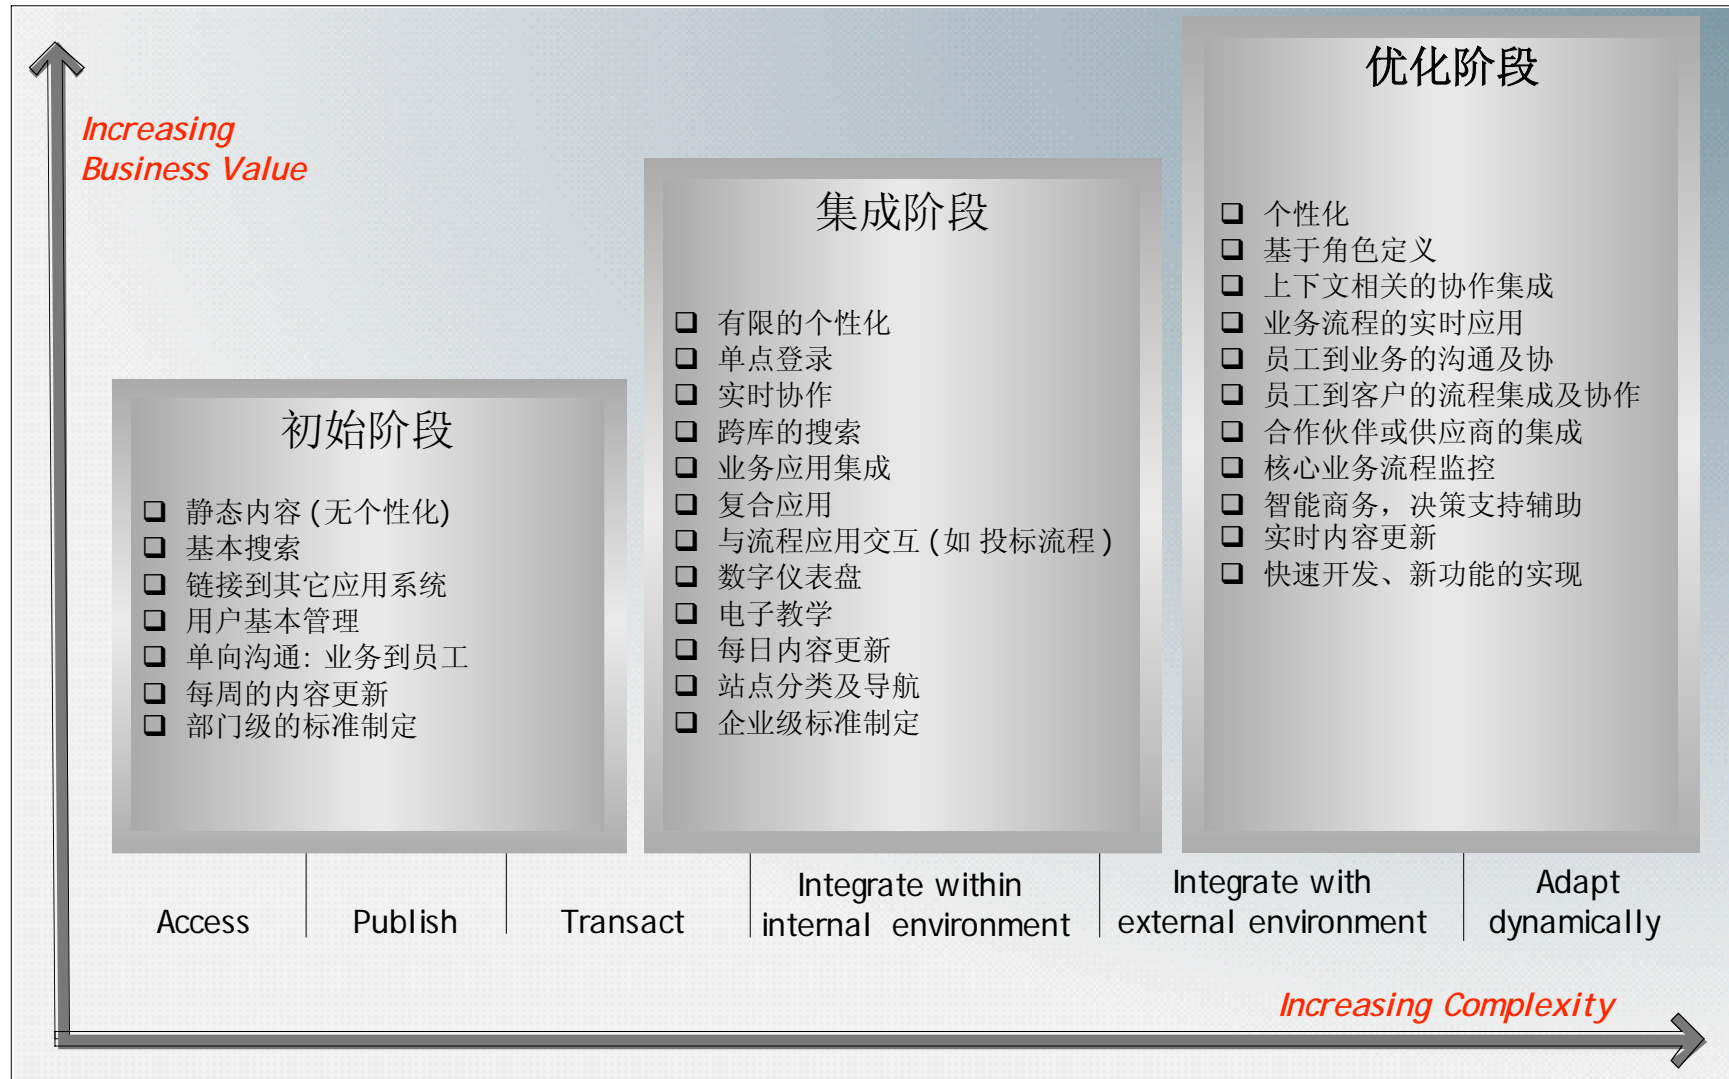 Increasing
Business Value
初始阶段
静态内容 (无个性化)
基本搜索
链接到其它应用系统
用户基本管理
单向沟通: 业务到员工
每周的内容更新
部门级的标准制定
集成阶段
有限的个性化
单点登录
实时协作
跨库的搜索
业务应用集成
复合应用
与流程应用交互 (如 投标流程 )
数字仪表盘
电子教学
每日内容更新
站点分类及导航
企业级标准制定
优化阶段
个性化
基于角色定义
上下文相关的协作集成
业务流程的实时应用
员工到业务的沟通及协
员工到客户的流程集成及协作
合作伙伴或供应商的集成
核心业务流程监控
智能商务，决策支持辅助
实时内容更新
快速开发、新功能的实现
Access
Publish
Transact
Integrate within
internal environment
Integrate with
external environment
Adapt
dynamically
Increasing Complexity